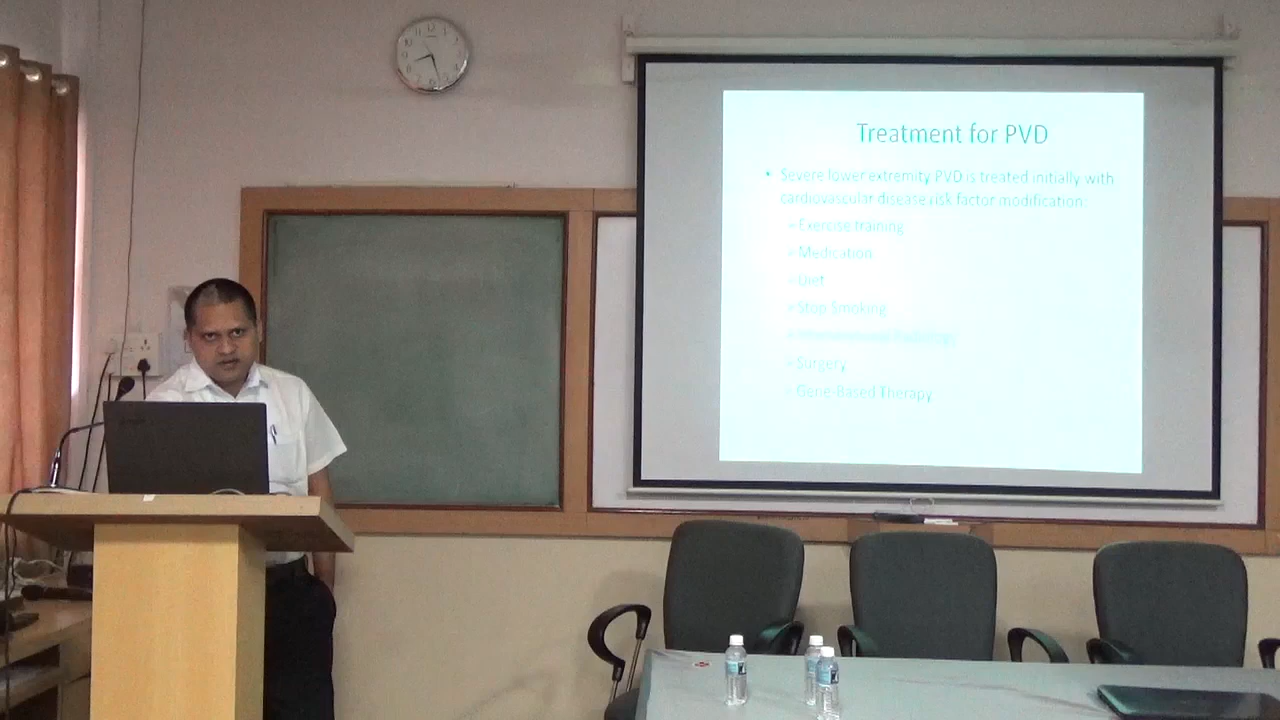 Treatment for PVD
• Severe lower extremity PVD is treated initially with
cardiovascular disease risk factor modification:
Exercise training
Medication
Diet
Stop Smoking
Surgery
Gene-Based Therapy